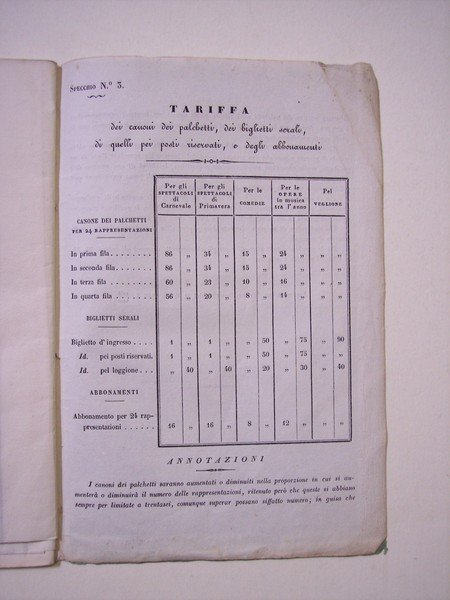 Specchio N.º 3.
TARIFFA
dei canoni dei palchetti, dei biglietti serali,
di quelli per posti riservati, e degli abbonamenti
Per gli SPETTACOLI di Carnevale | Per gli SPETTACOLI di Primavera | Per le COMEDIE | Per le OPERE in musica tra l'anno | Pel VEGLIONE
CANONE DEI PALCHETTI
PER 24 RAPPRESENTAZIONI
In prima fila . . . . . . . . 86 „ 34 „ 15 „ 24 „
In seconda fila . . . . . . 86 „ 34 „ 15 „ 24 „
In terza fila . . . . . . . . 60 „ 23 „ 10 „ 16 „
In quarta fila . . . . . . . 56 „ 20 „ 8 „ 14 „
BIGLIETTI SERALI
Biglietto d'ingresso . . . 1 „ 1 „ „ 50 „ 75 „ 90
Id. pei posti riservati. 1 „ 1 „ „ 50 „ 75 „ „
Id. pel loggione . . . . „ 40 „ 40 „ 20 „ 30 „ 40
ABBONAMENTI
Abbonamento per 24 rap-
presentazioni . . . . . . 16 „ 16 „ 8 „ 12 „ „ „
ANNOTAZIONI
I canoni dei palchetti saranno aumentati o diminuiti nella proporzione in cui si au-
menterà o diminuirà il numero delle rappresentazioni, ritenuto però che queste si abbiano
sempre per limitate a trentasei, comunque superar possano siffatto numero; in guisa che